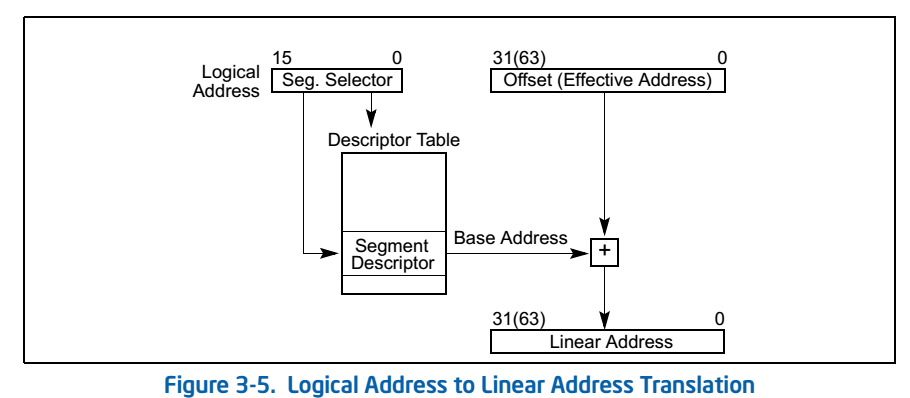 15 0
31(63) 0
Logical
Address
Seg. Selector
Offset (Effective Address)
Descriptor Table
Segment
Descriptor
Base Address
+
31(63) 0
Linear Address
Figure 3-5. Logical Address to Linear Address Translation